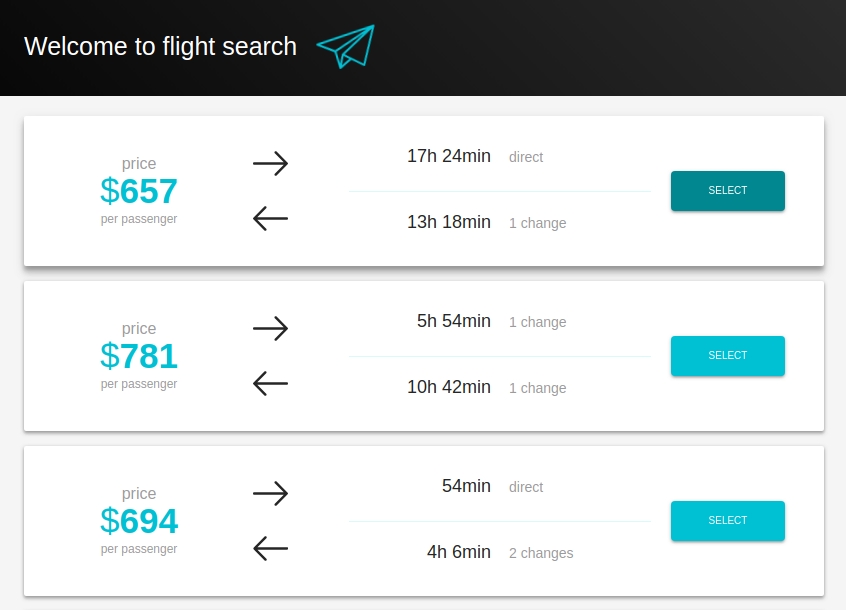 Welcome to flight search
price
$657
per passenger
17h 24min direct
13h 18min 1 change
SELECT
price
$781
per passenger
5h 54min 1 change
10h 42min 1 change
SELECT
price
$694
per passenger
54min direct
4h 6min 2 changes
SELECT